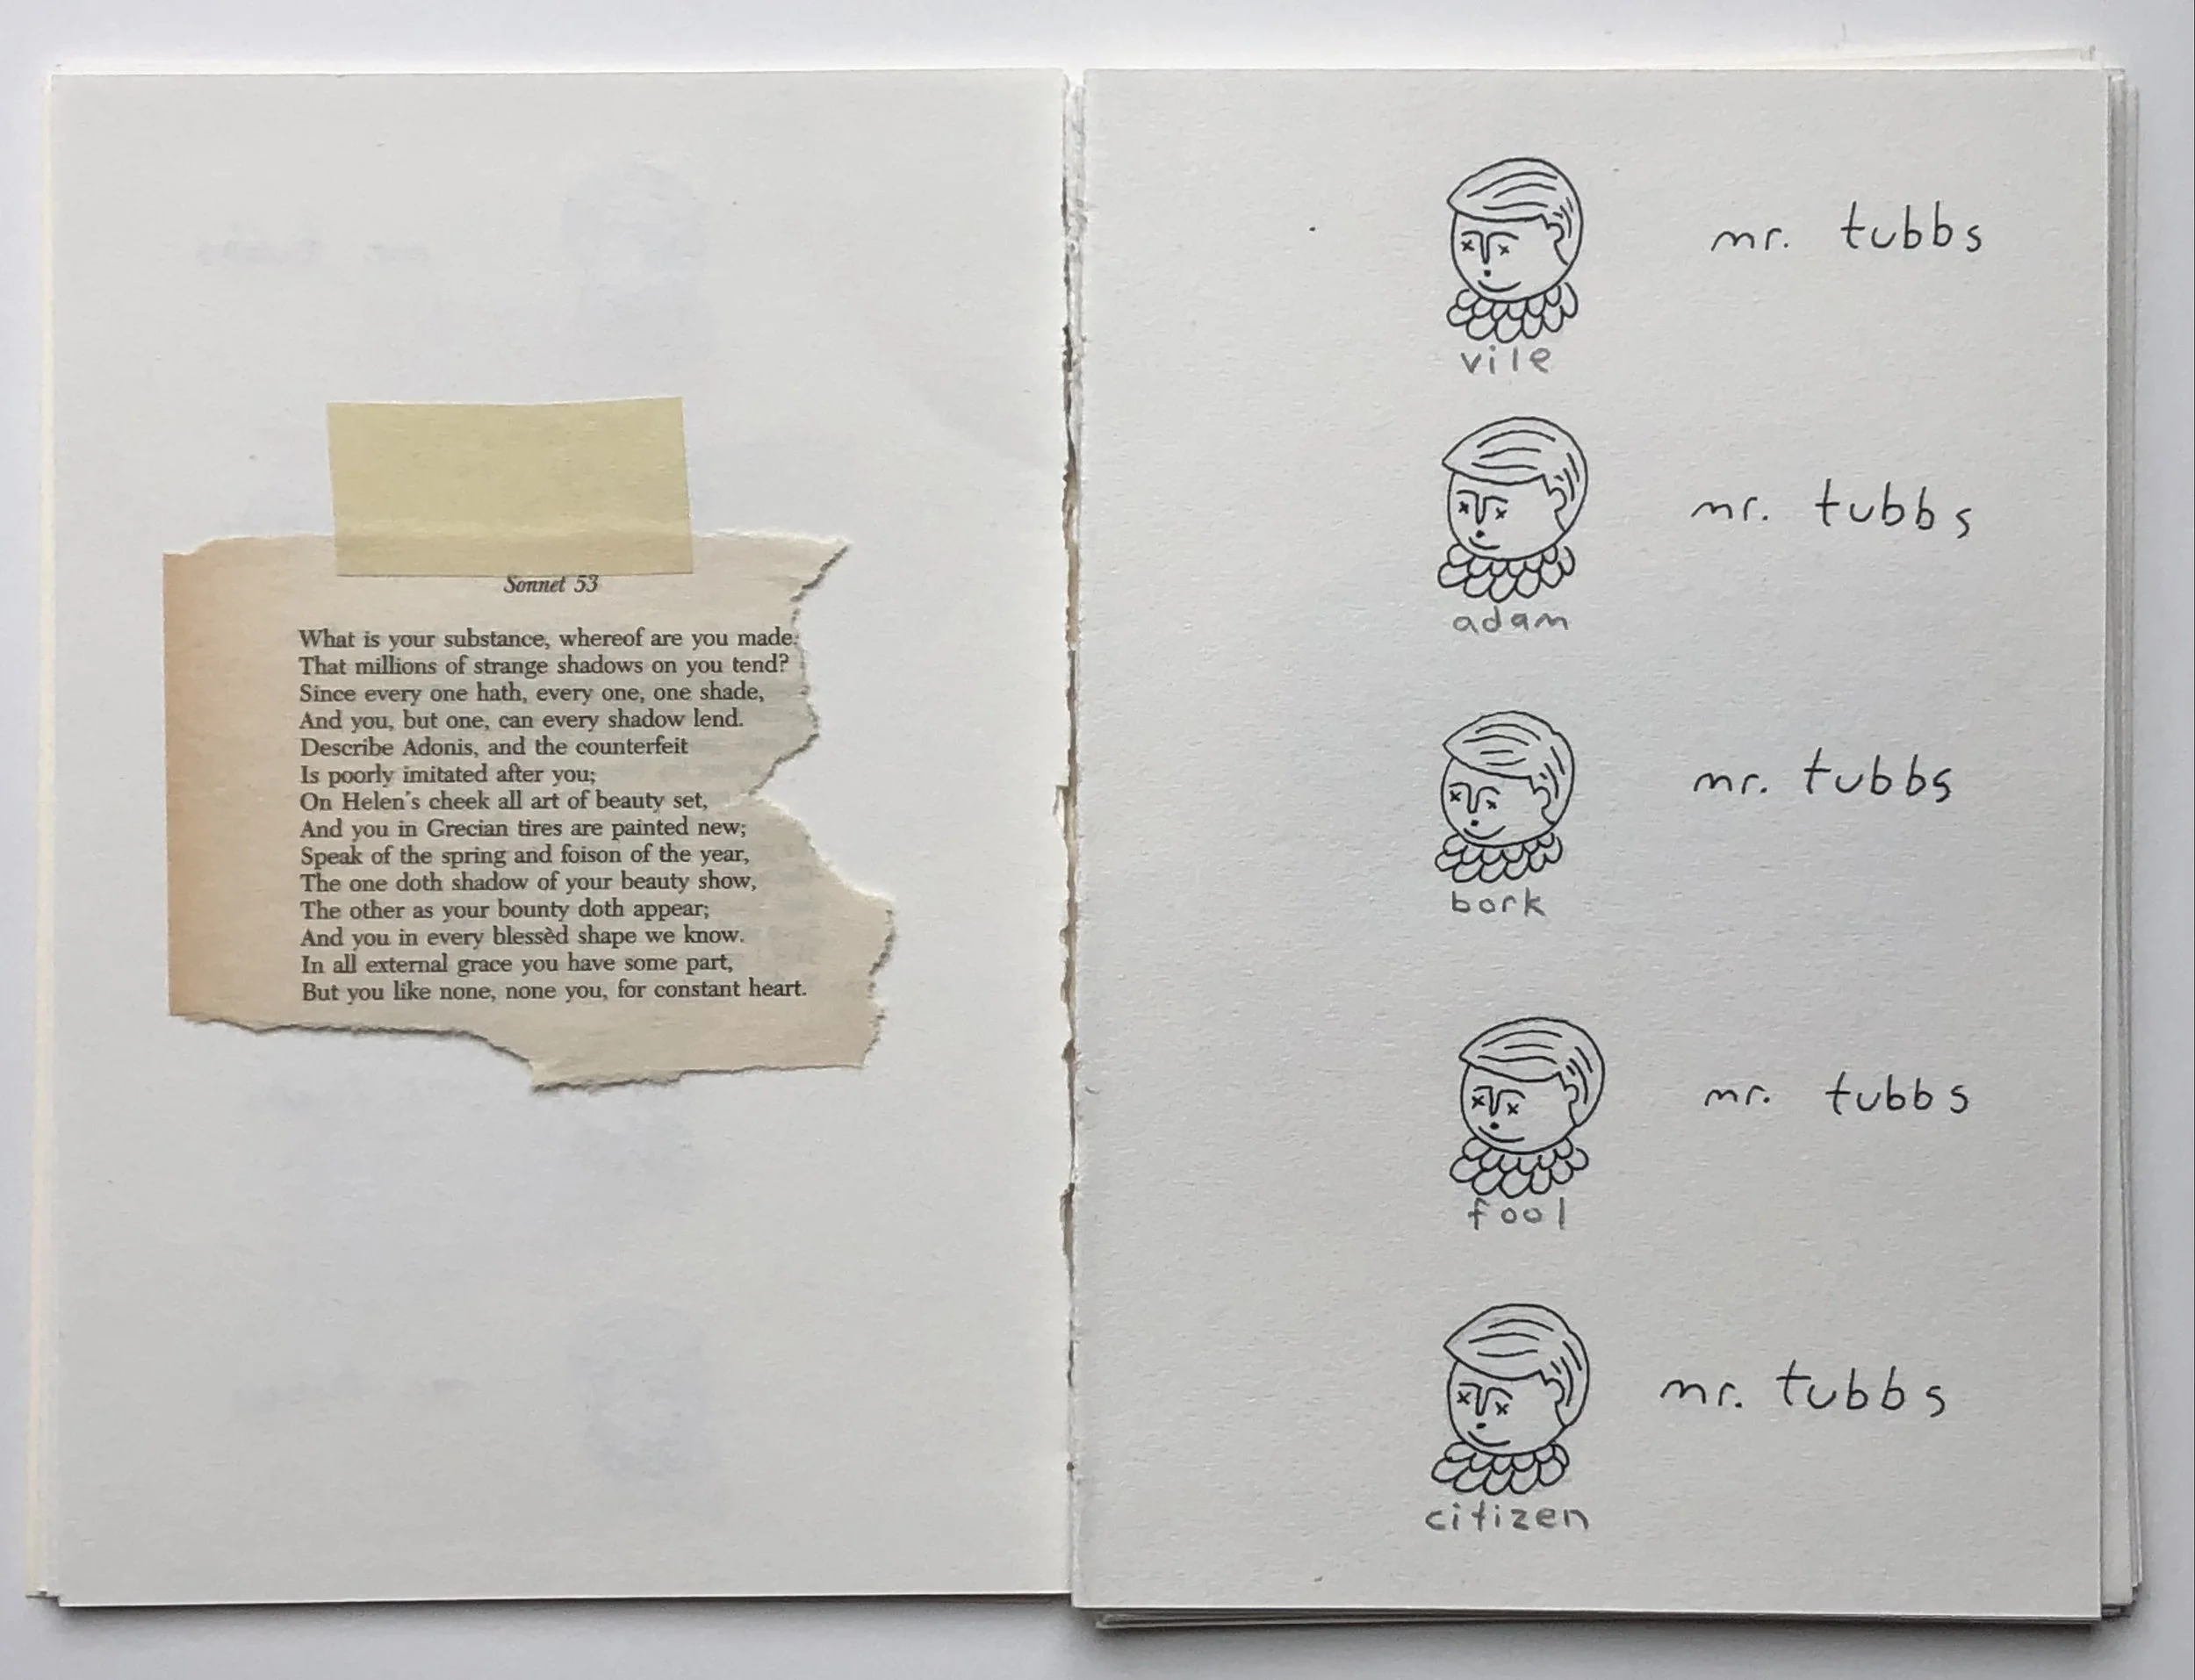 Sonnet 53
What is your substance, whereof are you made,
That millions of strange shadows on you tend?
Since every one hath, every one, one shade,
And you, but one, can every shadow lend.
Describe Adonis, and the counterfeit
Is poorly imitated after you;
On Helen's cheek all art of beauty set,
And you in Grecian tires are painted new;
Speak of the spring and foison of the year,
The one doth shadow of your beauty show,
The other as your bounty doth appear;
And you in every blessèd shape we know.
In all external grace you have some part,
But you like none, none you, for constant heart.
mr. tubbs
vile
mr. tubbs
adam
mr. tubbs
bork
mr. tubbs
fool
mr. tubbs
citizen